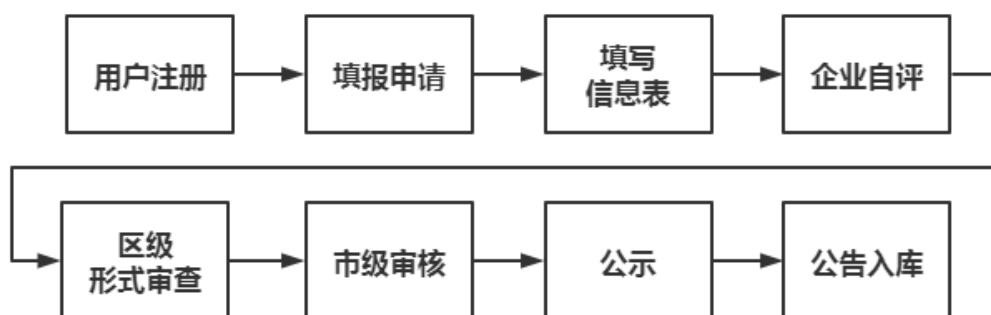 用户注册
填报申请
填写
信息表
企业自评
区级
形式审查
市级审核
公示
公告入库